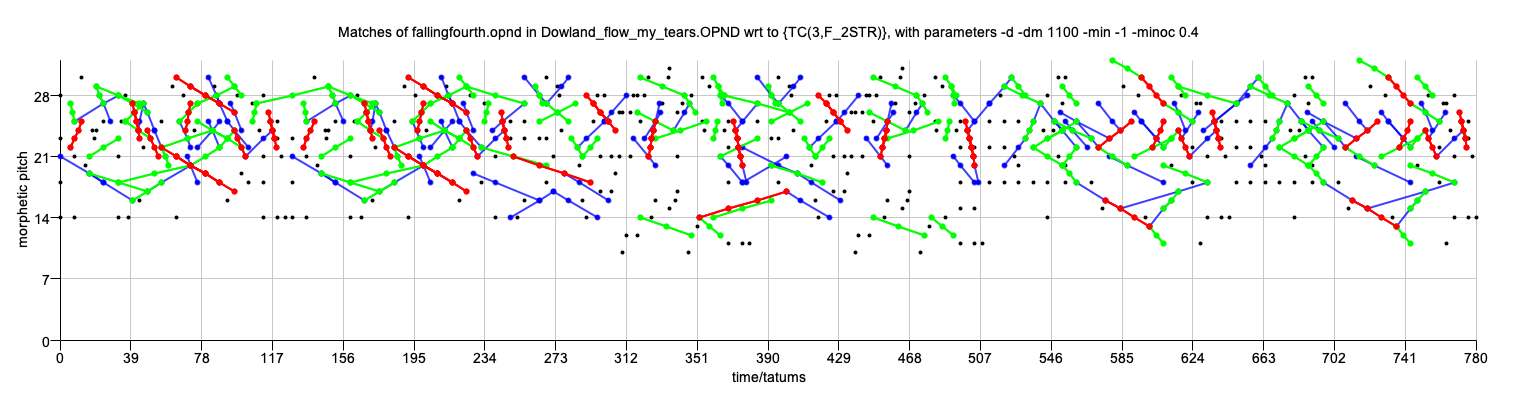 Matches of fallingfourth.opnd in Dowland_flow_my_tears.OPND wrt to {TC(3,F_2STR)}, with parameters -d -dm 1100 -min -1 -minoc 0.4
morphetic pitch
28
21
14
7
0
0 39 78 117 156 195 234 273 312 351 390 429 468 507 546 585 624 663 702 741 780
time/tatums